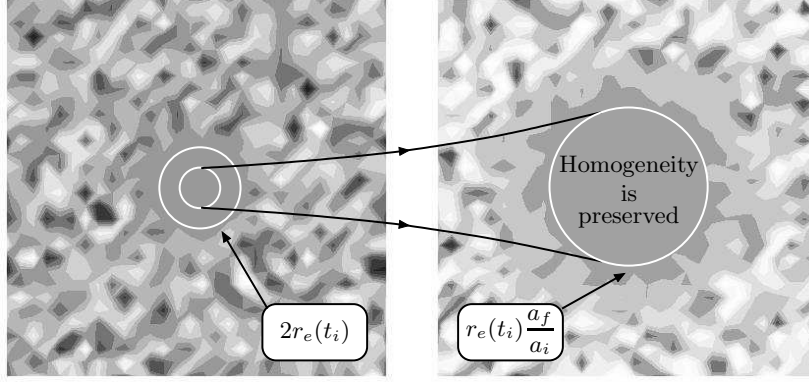 Homogeneity
is
preserved
2r_e(t_i)
r_e(t_i) a_f/a_i